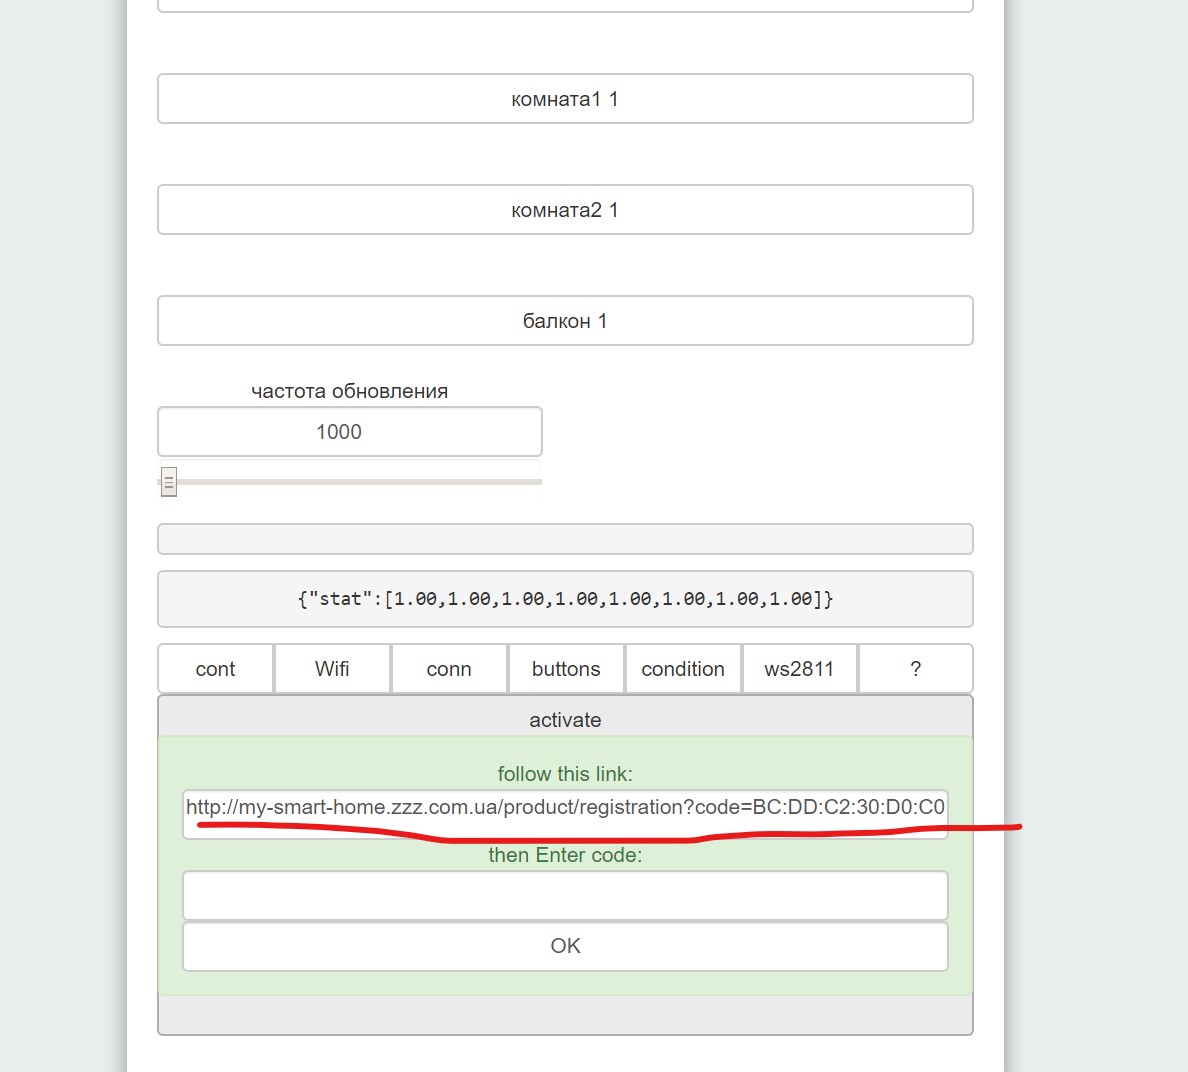 комната1 1
комната2 1
балкон 1
частота обновления
1000
{"stat":[1.00,1.00,1.00,1.00,1.00,1.00,1.00,1.00]}
cont Wifi conn buttons condition ws2811 ?
activate
follow this link:
http://my-smart-home.zzz.com.ua/product/registration?code=BC:DD:C2:30:D0:C0
then Enter code:
OK